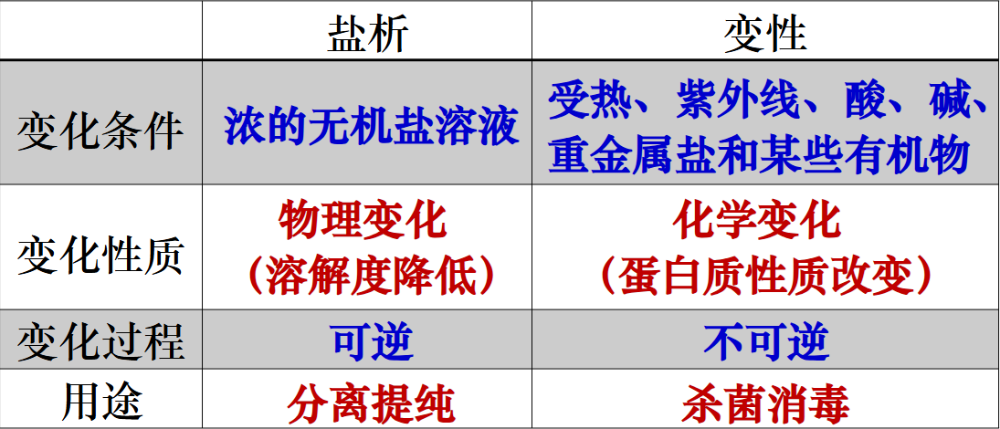 盐析 变性
变化条件 浓的无机盐溶液 受热、紫外线、酸、碱、
重金属盐和某些有机物
变化性质 物理变化 化学变化
（溶解度降低） （蛋白质性质改变）
变化过程 可逆 不可逆
用途 分离提纯 杀菌消毒